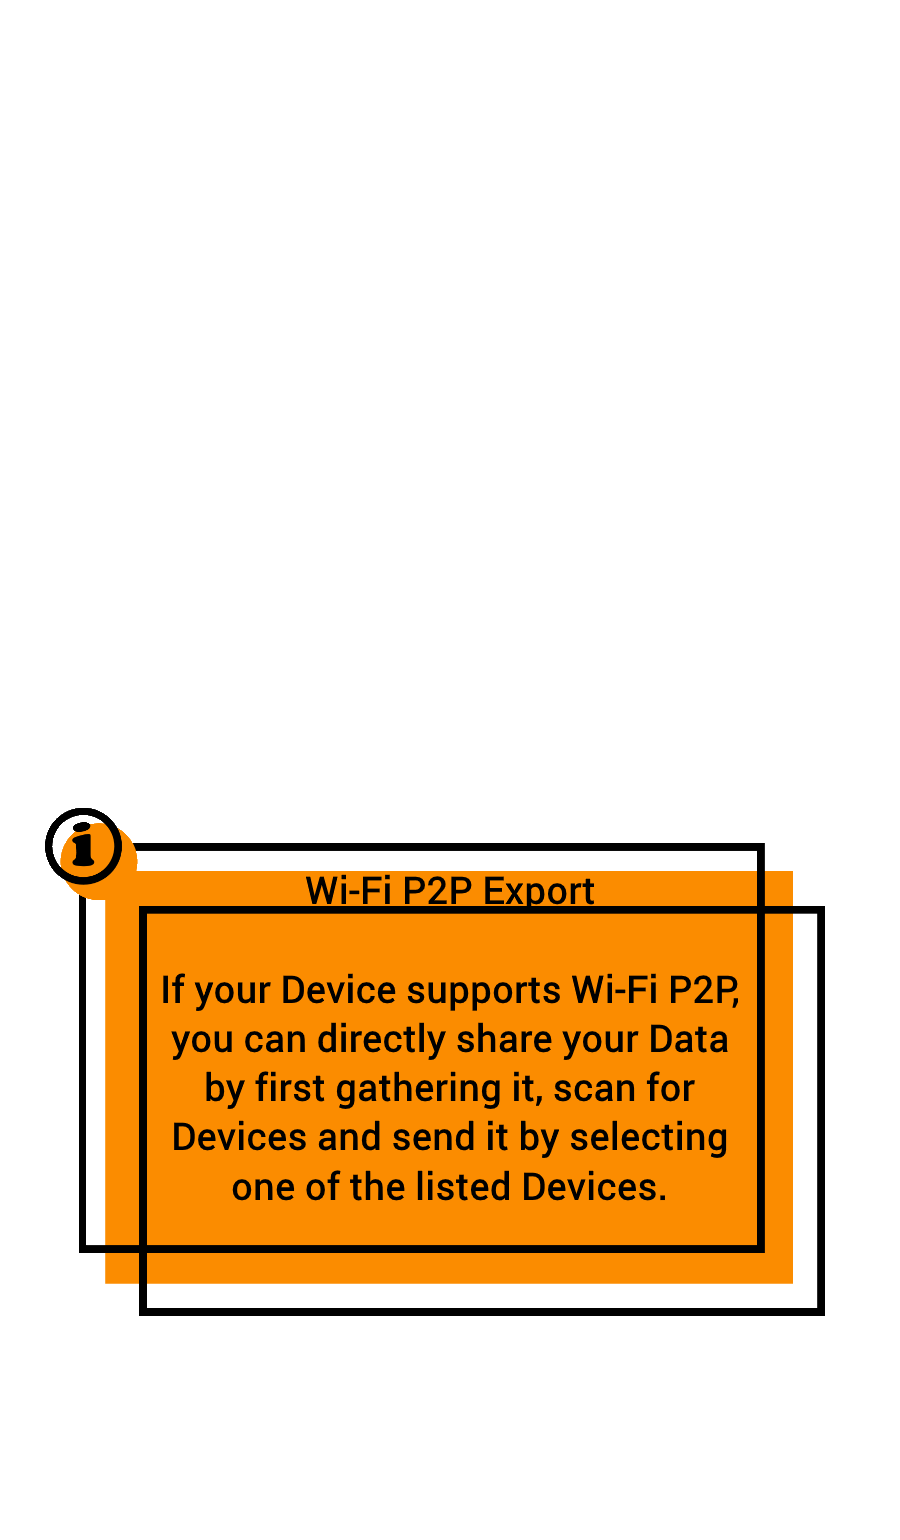 i
Wi-Fi P2P Export
If your Device supports Wi-Fi P2P,
you can directly share your Data
by first gathering it, scan for
Devices and send it by selecting
one of the listed Devices.